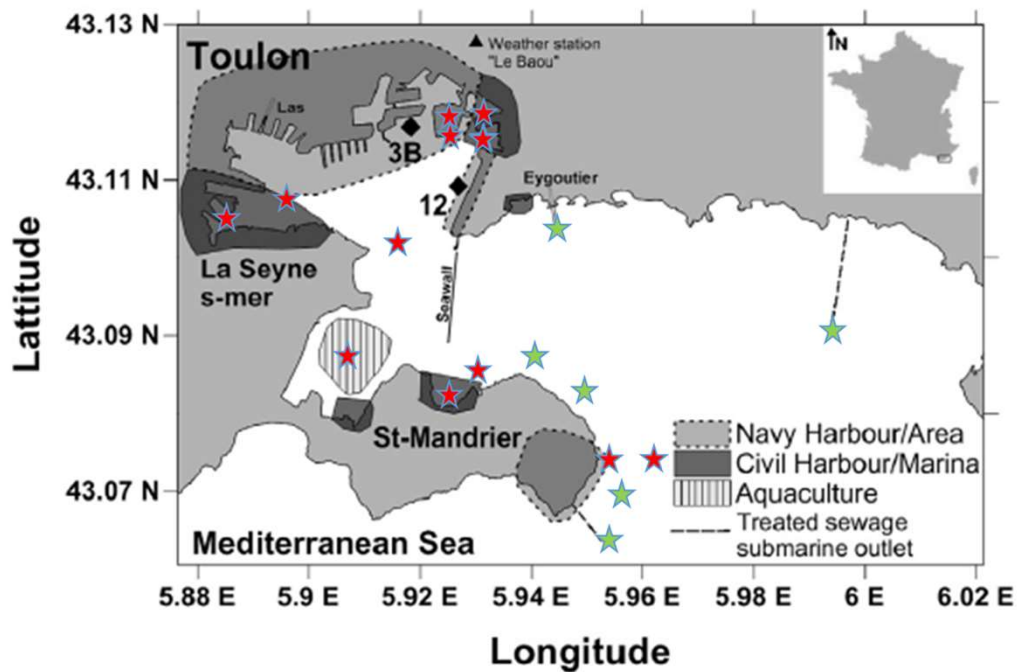 43.13 N
43.11 N
43.09 N
43.07 N
Lattitude
Toulon
Weather station
"Le Baou"
N
Las
3B
12
Eygoutier
La Seyne
s-mer
Seawall
St-Mandrier
Mediterranean Sea
Navy Harbour/Area
Civil Harbour/Marina
Aquaculture
Treated sewage
submarine outlet
5.88 E 5.9 E 5.92 E 5.94 E 5.96 E 5.98 E 6 E 6.02 E
Longitude